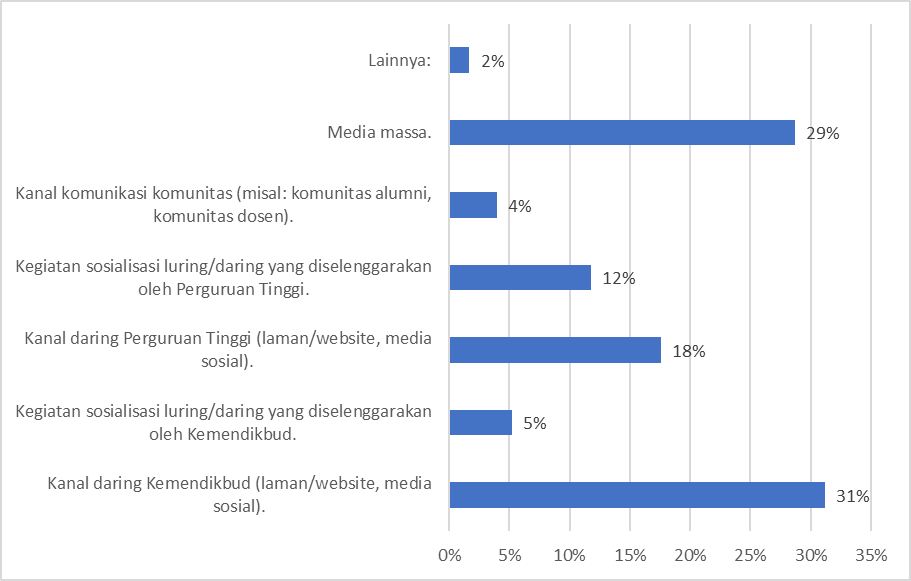 Lainnya:
2%
Media massa.
29%
Kanal komunikasi komunitas (misal: komunitas alumni,
komunitas dosen).
4%
Kegiatan sosialisasi luring/daring yang diselenggarakan
oleh Perguruan Tinggi.
12%
Kanal daring Perguruan Tinggi (laman/website, media
sosial).
18%
Kegiatan sosialisasi luring/daring yang diselenggarakan
oleh Kemendikbud.
5%
Kanal daring Kemendikbud (laman/website, media
sosial).
31%
0% 5% 10% 15% 20% 25% 30% 35%